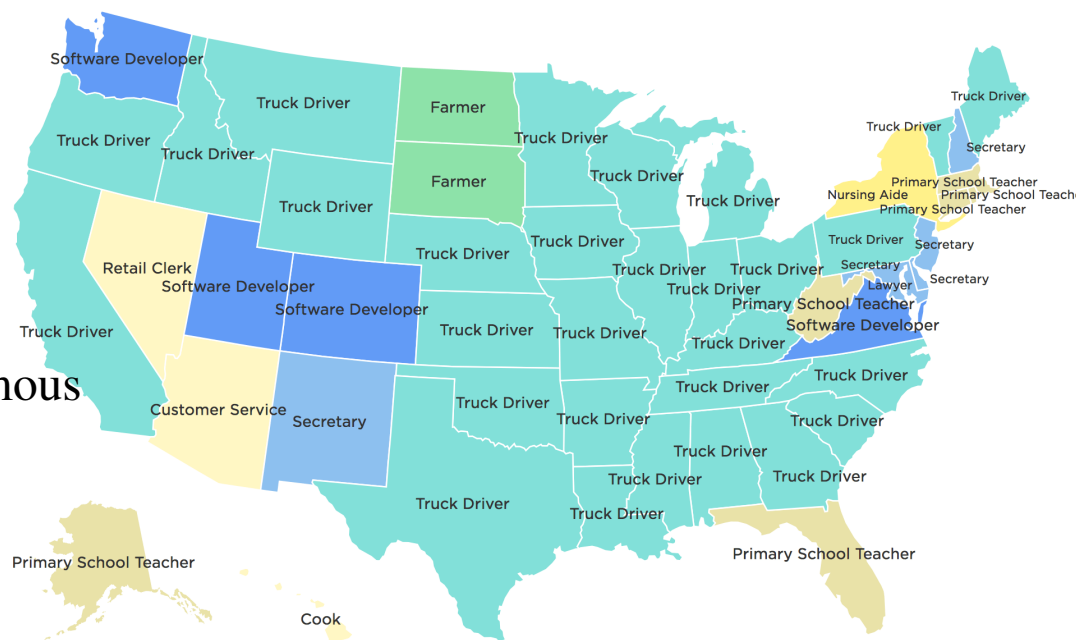 Software Developer
Truck Driver
Farmer
Truck Driver
Truck Driver
Truck Driver
Truck Driver
Truck Driver
Secretary
Truck Driver
Truck Driver
Farmer
Primary School Teacher
Nursing Aide
Primary School Teach
Primary School Teacher
Truck Driver
Truck Driver
Truck Driver
Truck Driver
Truck Driver
Secretary
Truck Driver
Retail Clerk
Truck Driver
Truck Driver
Secretary
Secretary
Software Developer
Truck Driver
Lawyer
Software Developer
Primary School Teacher
Truck Driver
Truck Driver
Truck Driver
Software Developer
Truck Driver
nous
Truck Driver
Truck Driver
Customer Service
Secretary
Truck Driver
Truck Driver
Truck Driver
Truck Driver
Truck Driver
Truck Driver
Truck Driver
Truck Driver
Primary School Teacher
Primary School Teacher
Cook